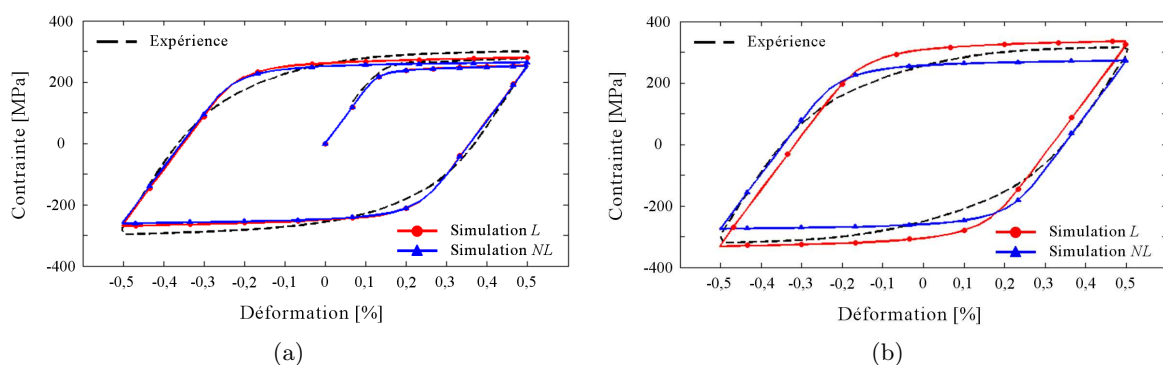 400
200
0
-200
-400
Contrainte [MPa]
Expérience
Simulation L
Simulation NL
-0,5 -0,4 -0,3 -0,2 -0,1 0 0,1 0,2 0,3 0,4 0,5
Déformation [%]
(a)
400
200
0
-200
-400
Contrainte [MPa]
Expérience
Simulation L
Simulation NL
-0,5 -0,4 -0,3 -0,2 -0,1 0 0,1 0,2 0,3 0,4 0,5
Déformation [%]
(b)